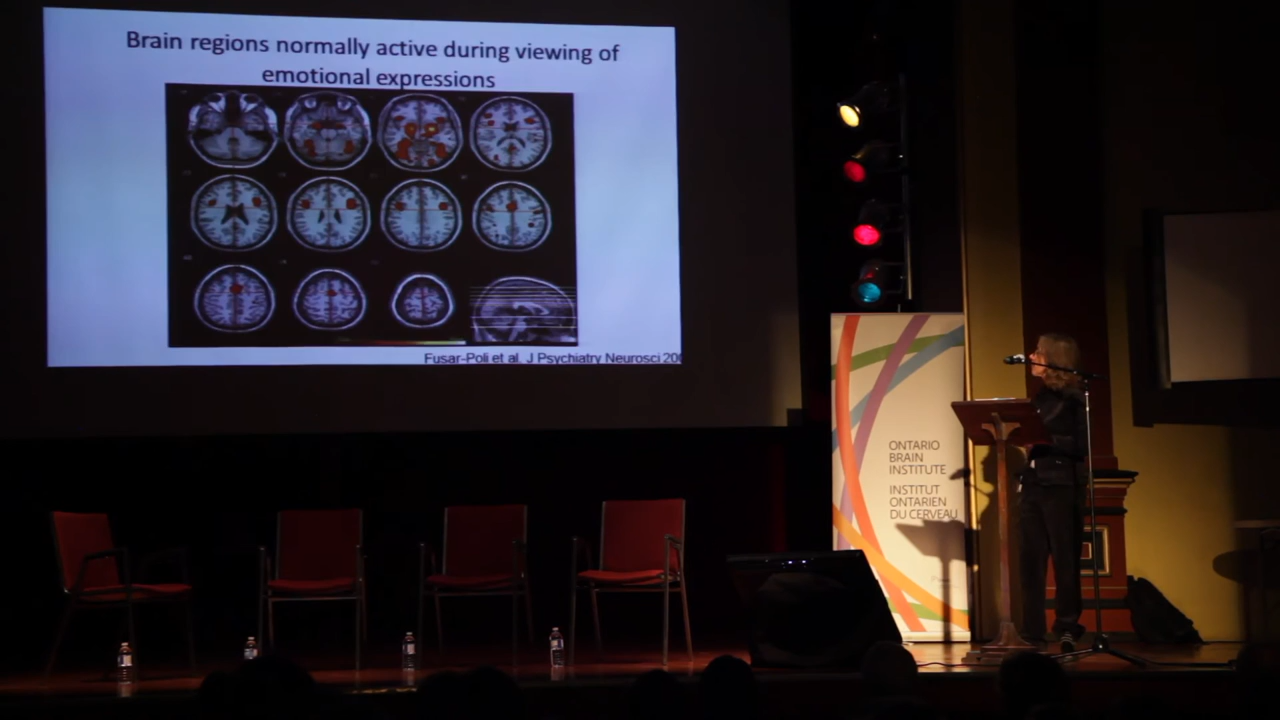 Brain regions normally active during viewing of
emotional expressions
Fusar-Poli et al. J Psychiatry Neurosci
ONTARIO
BRAIN
INSTITUTE
INSTITUT
ONTARIEN
DU CERVEAU